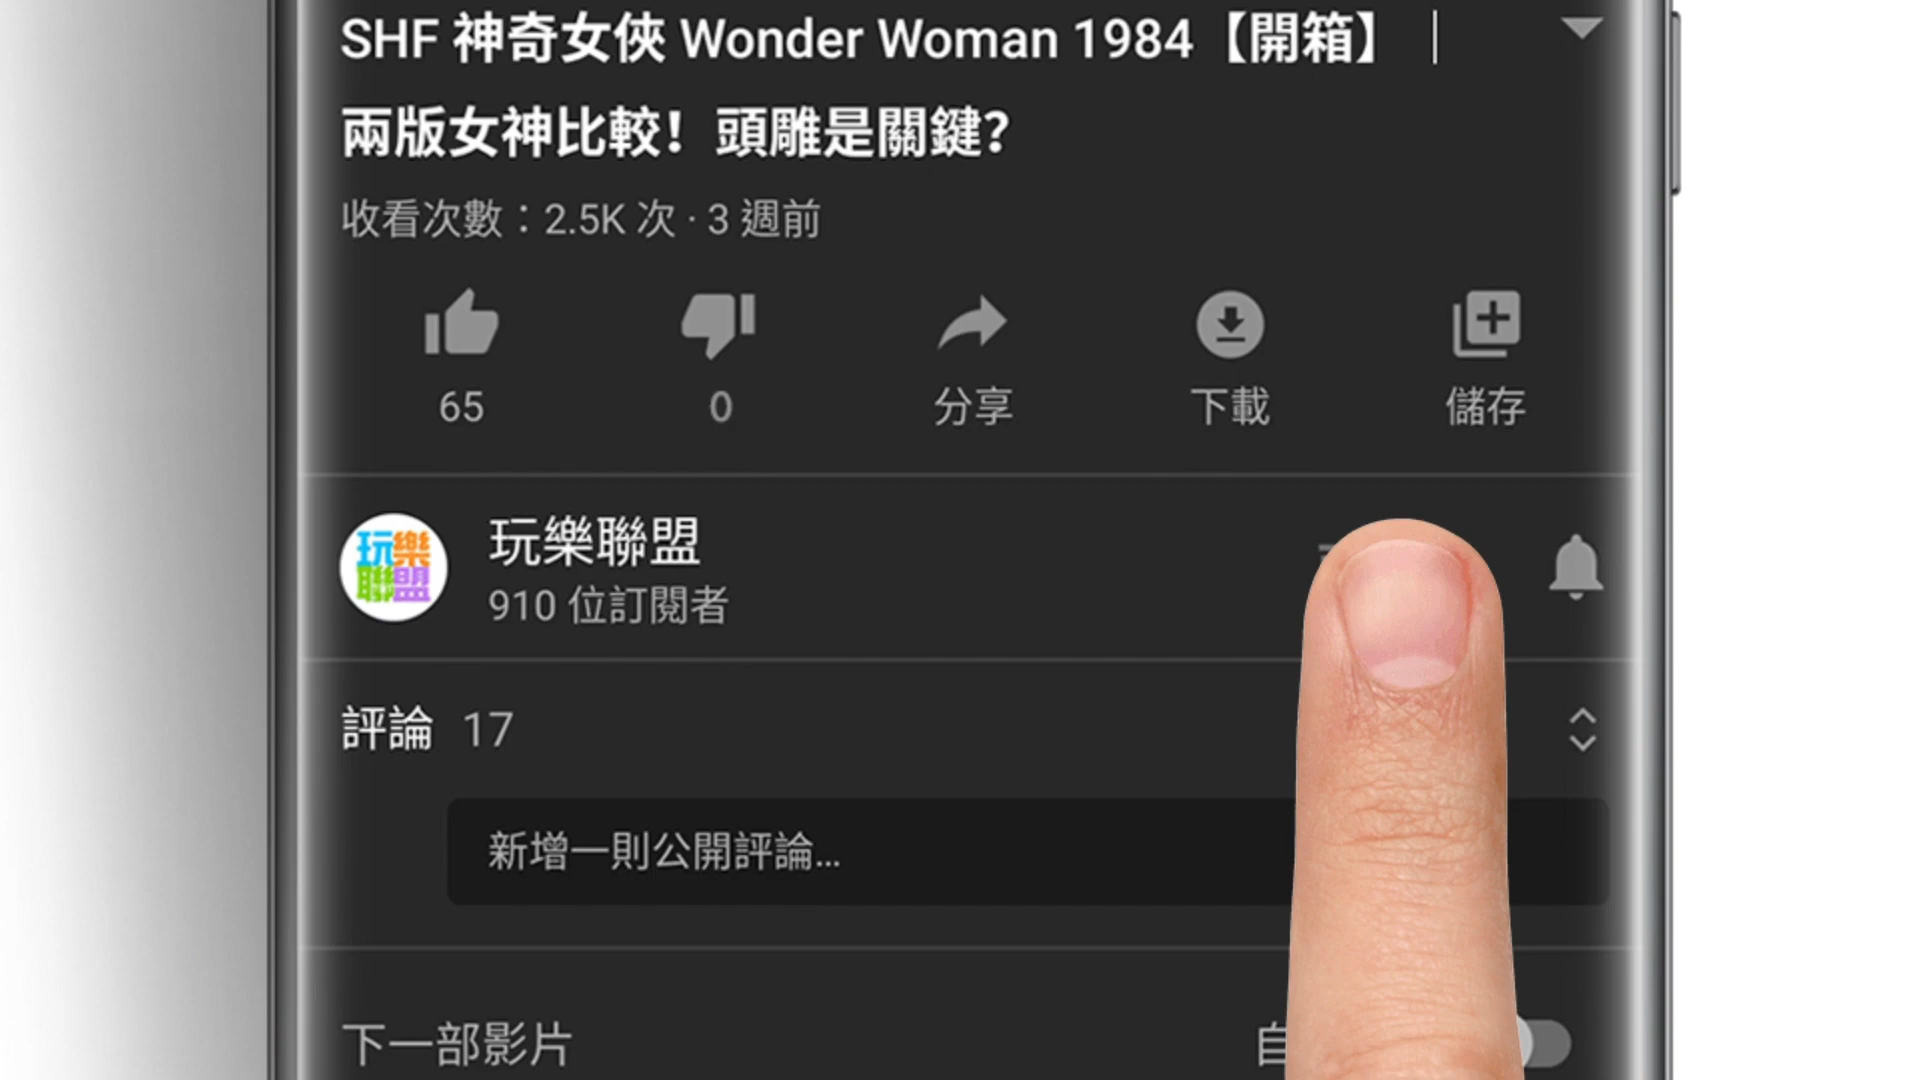 SHF 神奇女俠 Wonder Woman 1984【開箱】｜
兩版女神比較！頭雕是關鍵？
收看次數：2.5K 次 · 3 週前
65
0
分享
下載
儲存
玩樂
聯盟
玩樂聯盟
910 位訂閱者
評論 17
新增一則公開評論...
下一部影片
自